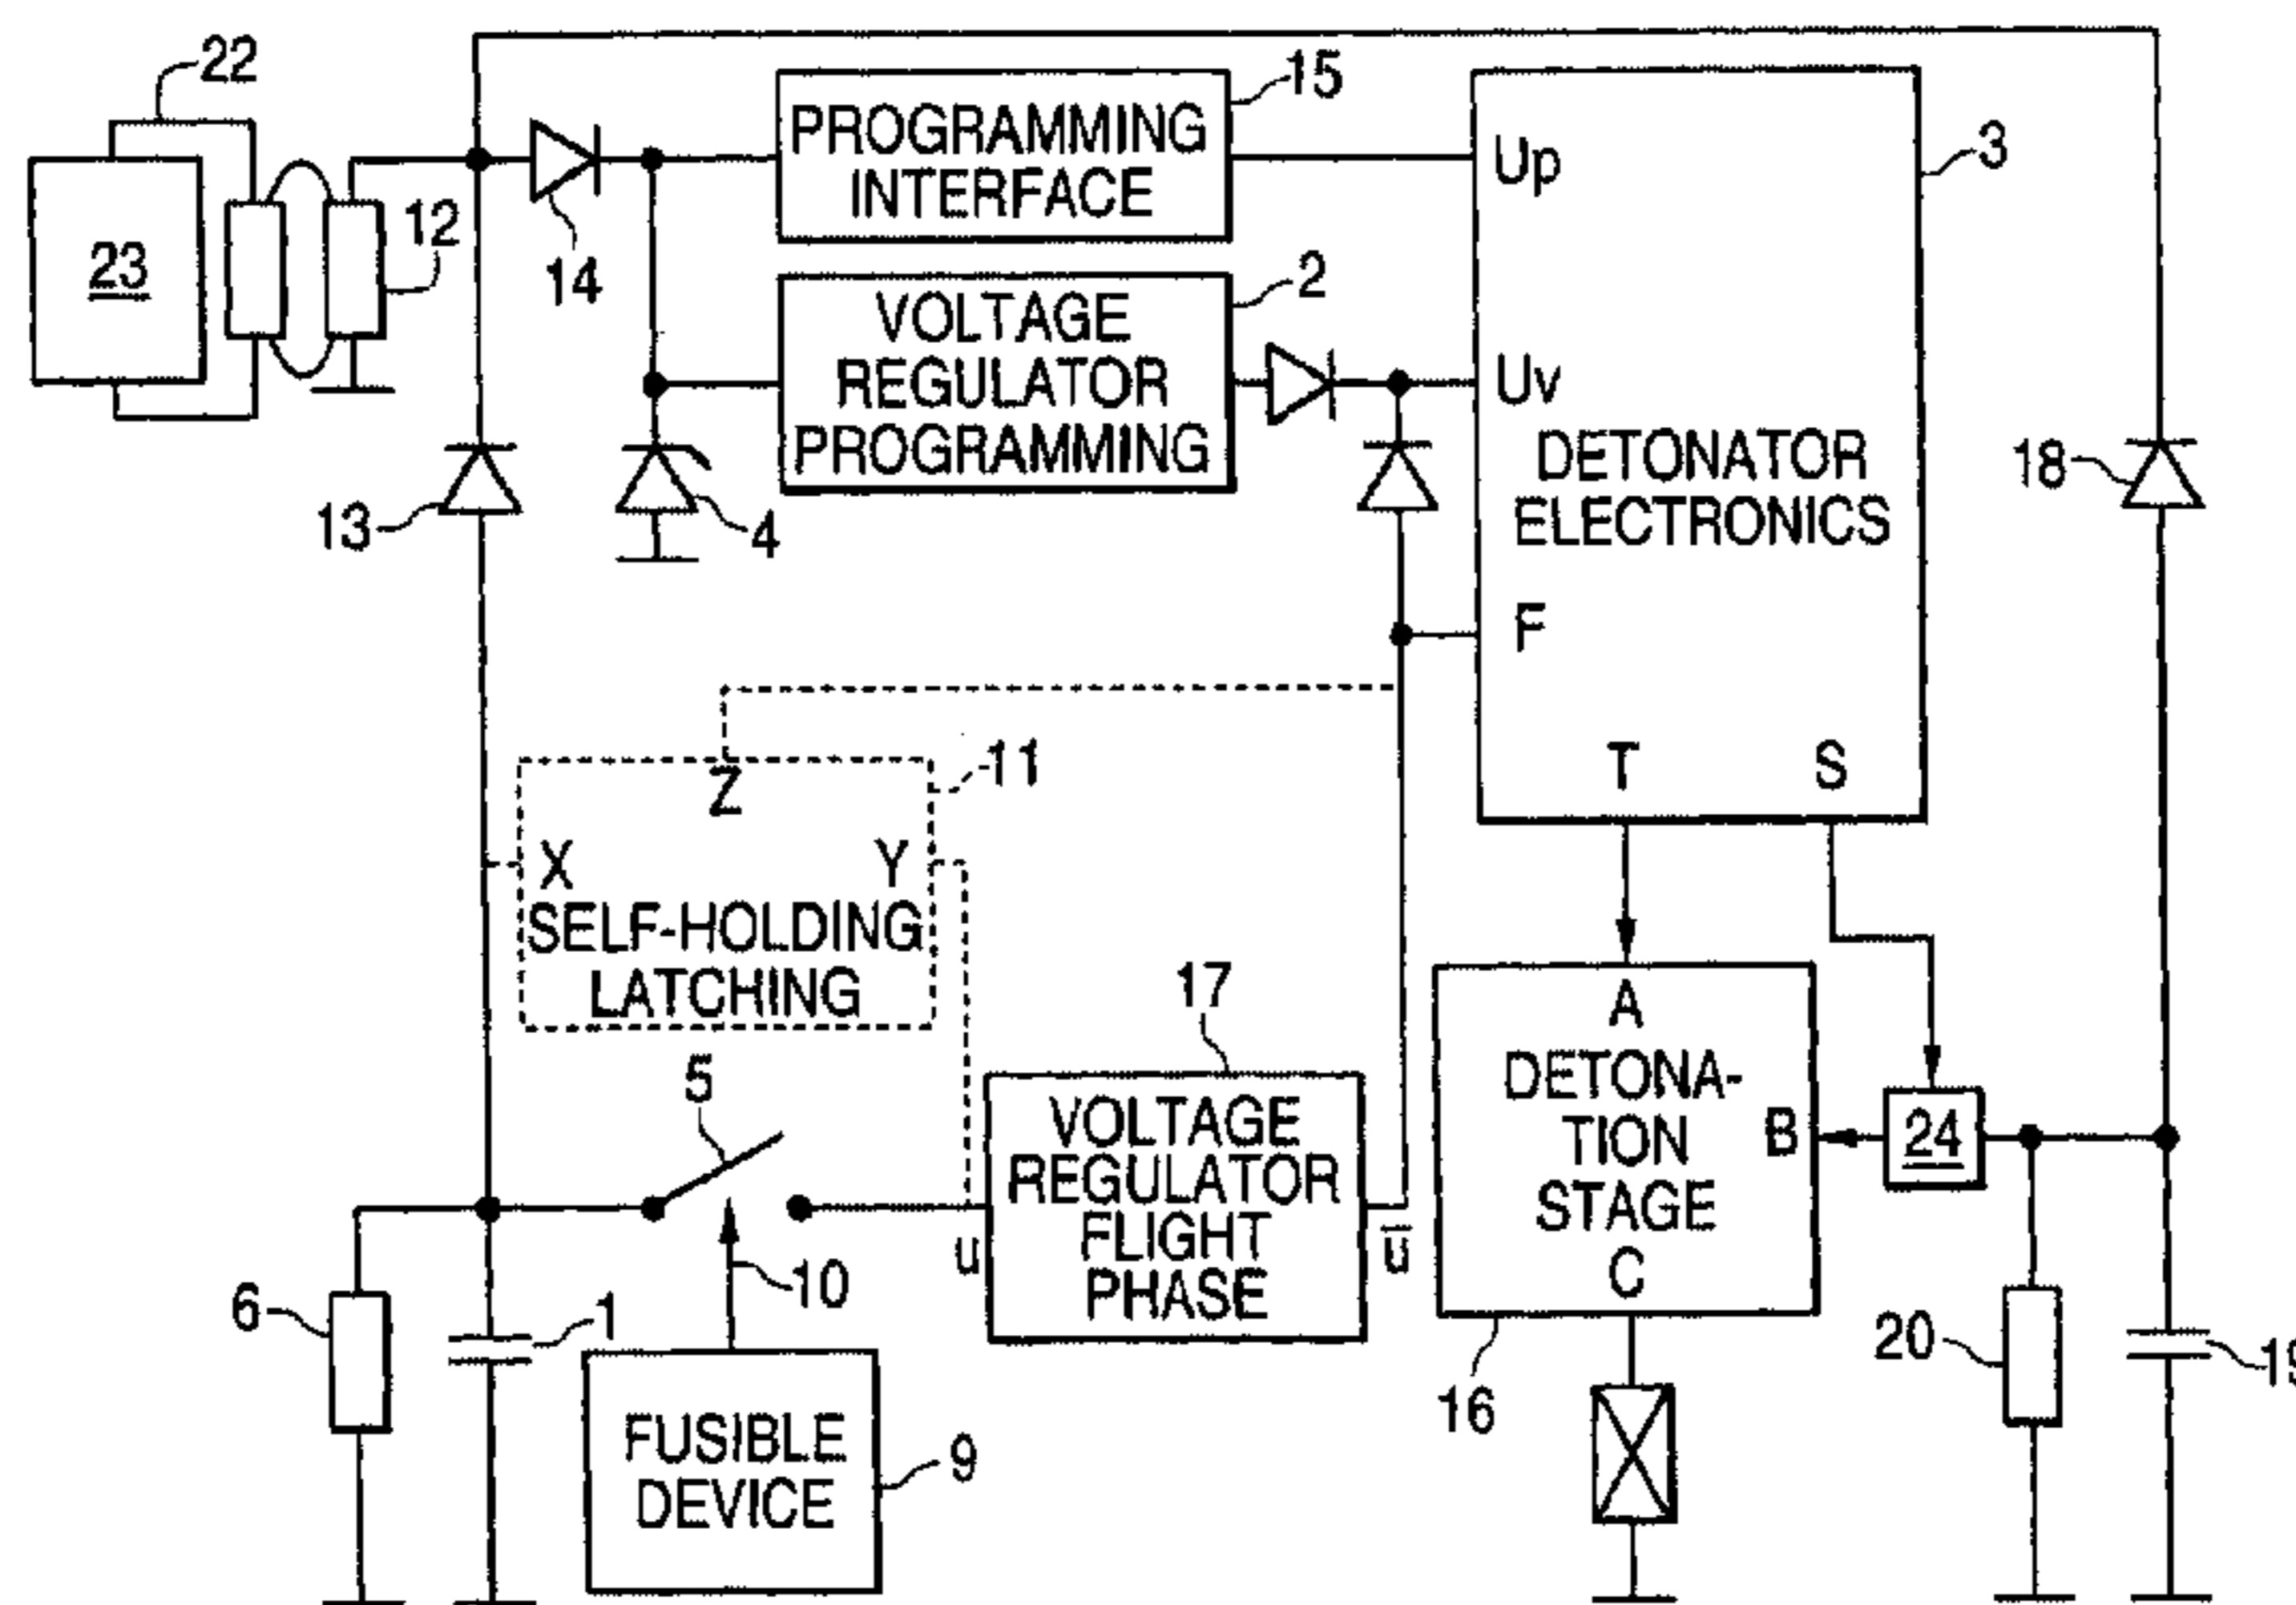 22
15
PROGRAMMING
INTERFACE
Up
3
12
23
14
2
VOLTAGE
REGULATOR
PROGRAMMING
Uv
DETONATOR
ELECTRONICS
18
13
4
F
11
Z
T
S
X
Y
SELF-HOLDING
LATCHING
17
A
DETONA-
TION
STAGE
B
C
24
5
VOLTAGE
REGULATOR
FLIGHT
PHASE
u
u̅
10
6
1
20
19
16
FUSIBLE
DEVICE
9